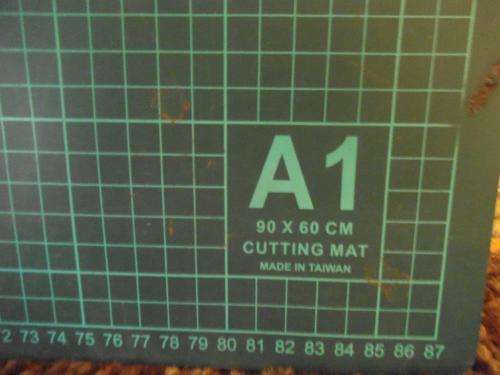 A1
90 X 60 CM
CUTTING MAT
MADE IN TAIWAN
73 74 75 76 77 78 79 80 81 82 83 84 85 86 87